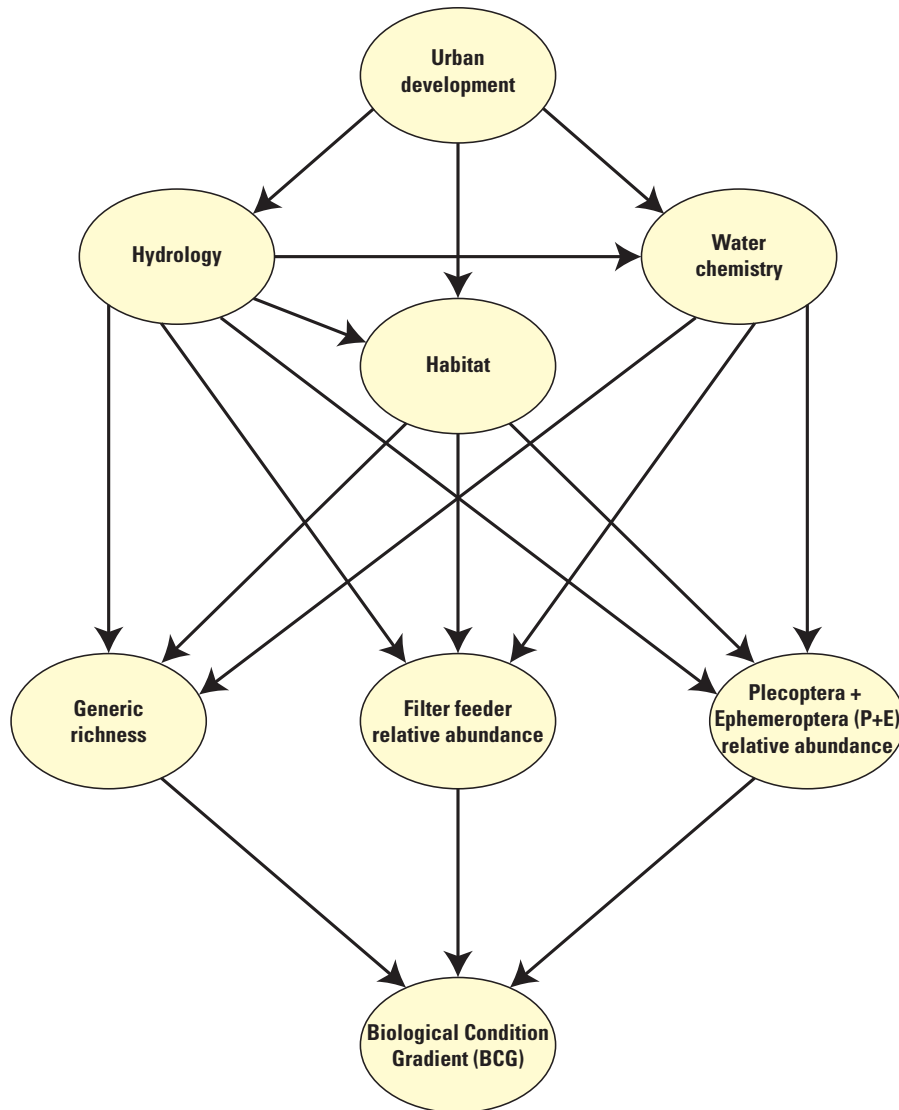 Urban
development
Hydrology
Water
chemistry
Habitat
Generic
richness
Filter feeder
relative abundance
Plecoptera +
Ephemeroptera (P+E)
relative abundance
Biological Condition
Gradient (BCG)